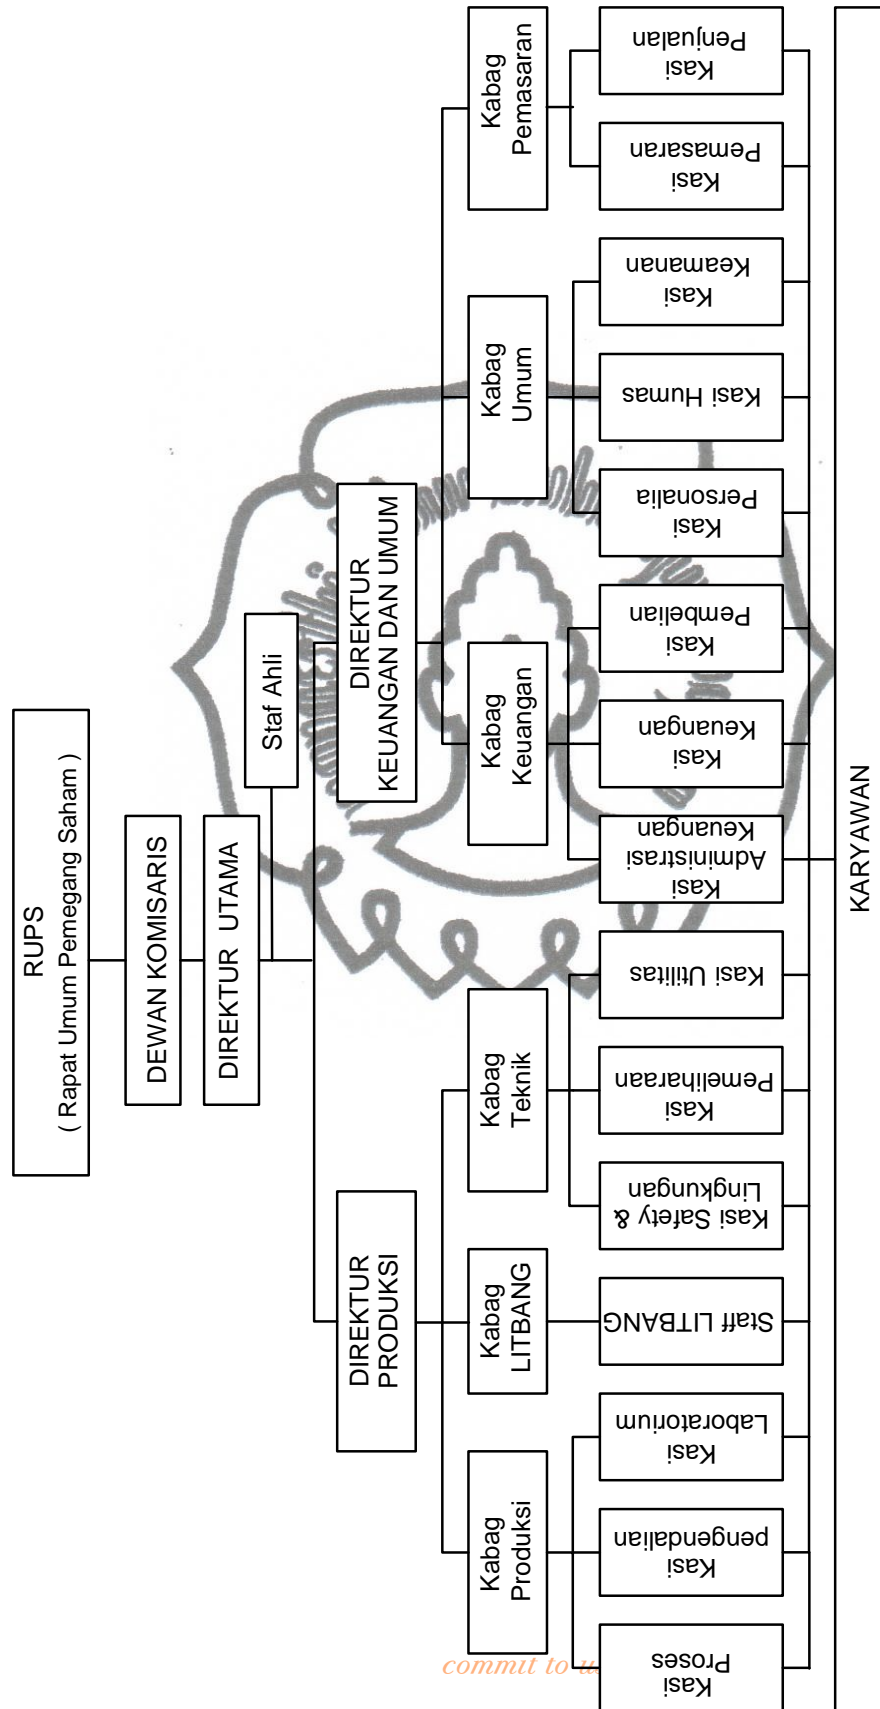 RUPS
( Rapat Umum Pemegang Saham )
DEWAN KOMISARIS
DIREKTUR UTAMA
Staf Ahli
DIREKTUR
PRODUKSI
DIREKTUR
KEUANGAN DAN UMUM
Kabag
Produksi
Kabag
LITBANG
Kabag
Teknik
Kabag
Keuangan
Kabag
Umum
Kabag
Pemasaran
Kasi
Proses
Kasi
pengendalian
Kasi
Laboratorium
Staff LITBANG
Kasi Safety &
Lingkungan
Kasi
Pemeliharaan
Kasi Utilitas
Kasi
Administrasi
Keuangan
Kasi
Keuangan
Kasi
Pembelian
Kasi
Personalia
Kasi Humas
Kasi
Keamanan
Kasi
Pemasaran
Kasi
Penjualan
KARYAWAN
commit to